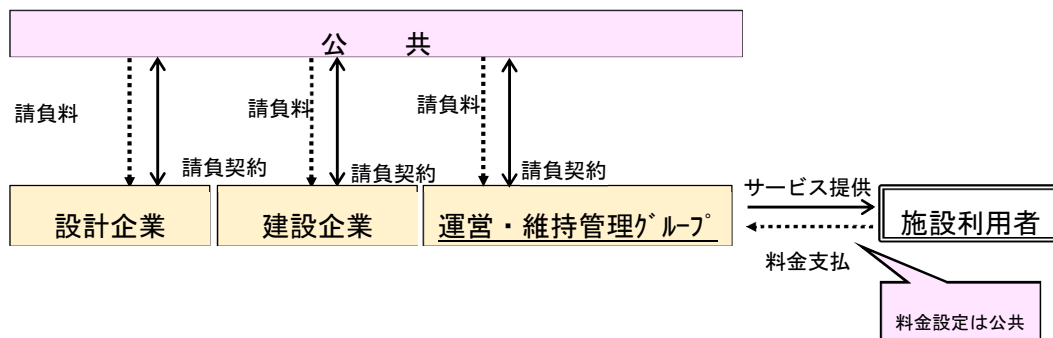 公　共
請負料
請負料
請負料
請負契約
請負契約
請負契約
設計企業
建設企業
運営・維持管理ｸﾞﾙｰﾌﾟ
サービス提供
施設利用者
料金支払
料金設定は公共